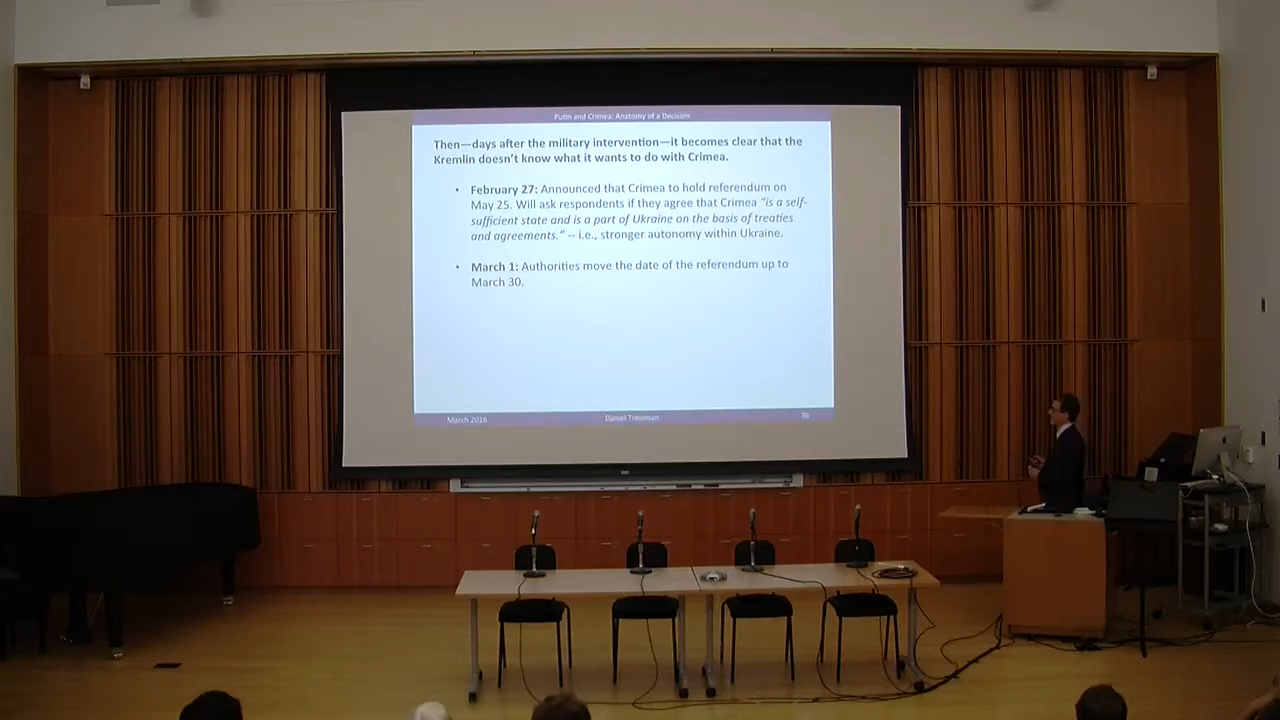 Putin and Crimea: Anatomy of a Decision
Then—days after the military intervention—it becomes clear that the
Kremlin doesn't know what it wants to do with Crimea.
• February 27: Announced that Crimea to hold referendum on
May 25. Will ask respondents if they agree that Crimea "is a self-
sufficient state and is a part of Ukraine on the basis of treaties
and agreements." -- i.e., stronger autonomy within Ukraine.
• March 1: Authorities move the date of the referendum up to
March 30.
March 2016
Daniel Treisman